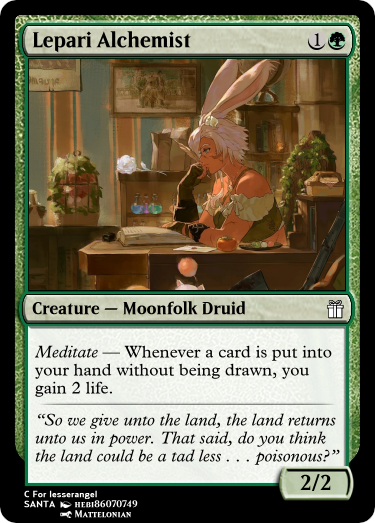 Lepari Alchemist 1
Creature — Moonfolk Druid
Meditate — Whenever a card is put into
your hand without being drawn, you
gain 2 life.
“So we give unto the land, the land returns
unto us in power. That said, do you think
the land could be a tad less . . . poisonous?”
2/2
C For lesserangel
SANTA HEBI86070749
Mattelonian